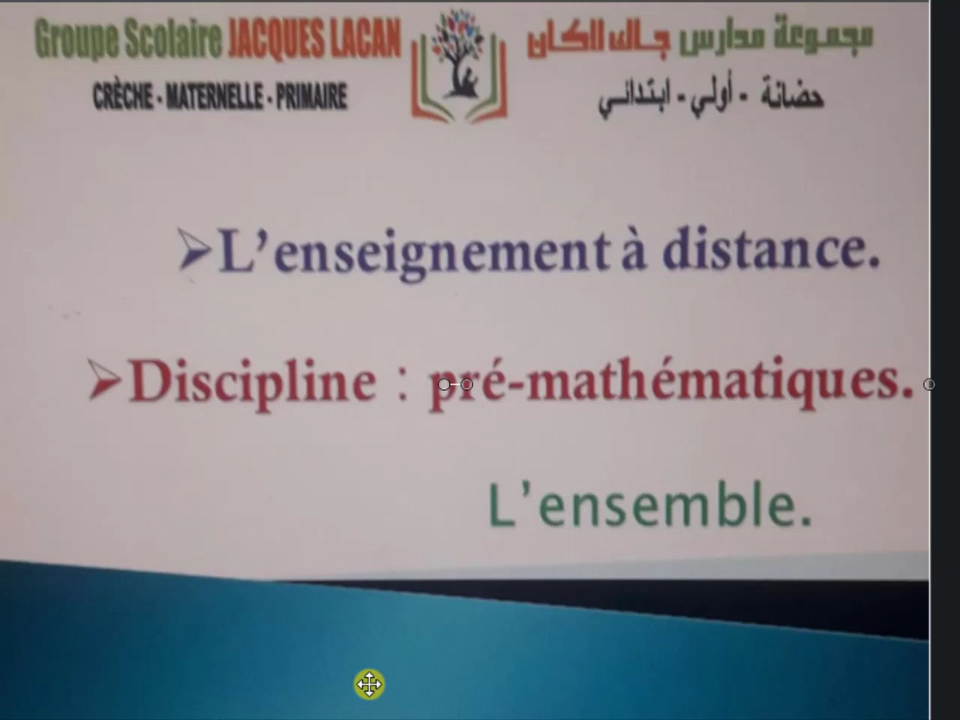 Groupe Scolaire JACQUES LACAN
مجموعة مدارس جاك لاكان
CRÈCHE - MATERNELLE - PRIMAIRE
حضانة - أولي - ابتدائي
➢L'enseignement à distance.
➢Discipline : pré-mathématiques.
L'ensemble.